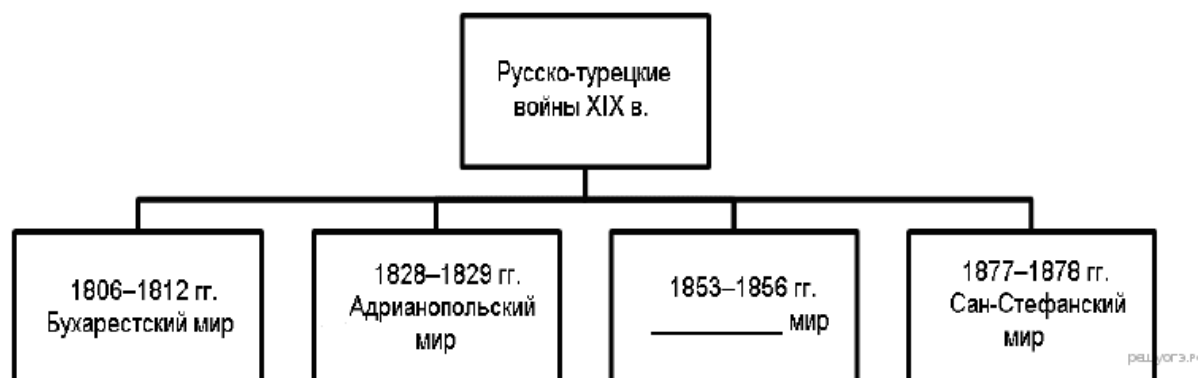 Русско-турецкие
войны XIX в.
1806–1812 гг.
Бухарестский мир
1828–1829 гг.
Адрианопольский
мир
1853–1856 гг.
____________ мир
1877–1878 гг.
Сан-Стефанский
мир